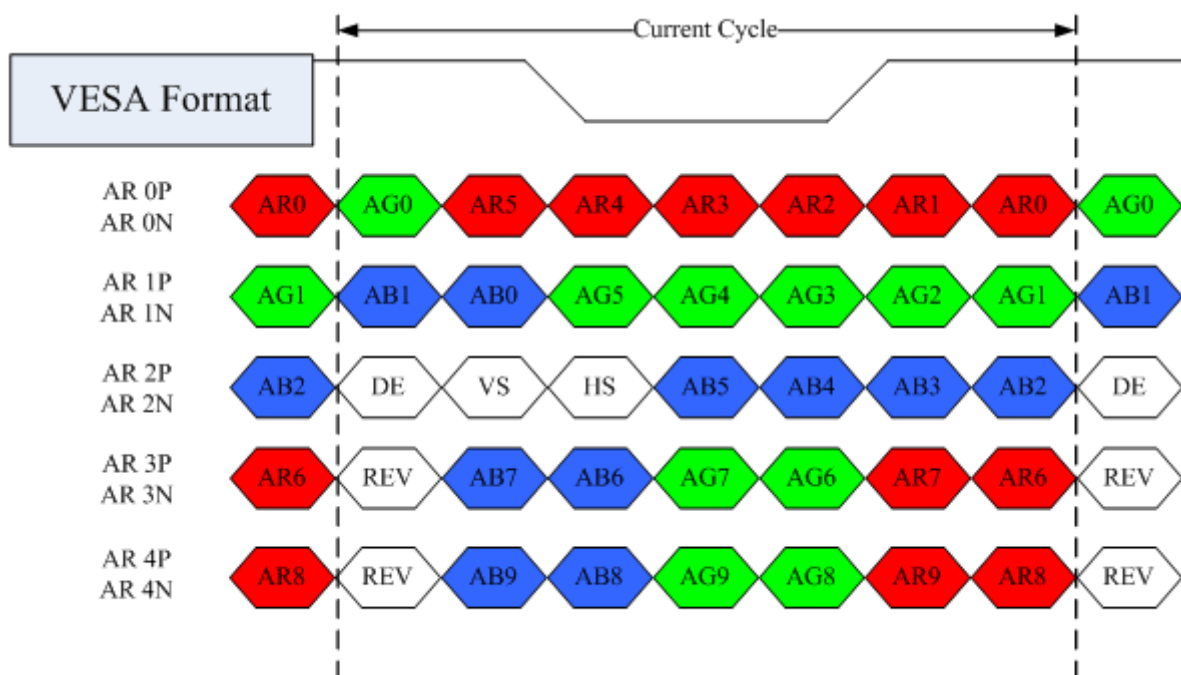 Current Cycle
VESA Format
AR 0P
AR 0N
AR0 AG0 AR5 AR4 AR3 AR2 AR1 AR0 AG0
AR 1P
AR 1N
AG1 AB1 AB0 AG5 AG4 AG3 AG2 AG1 AB1
AR 2P
AR 2N
AB2 DE VS HS AB5 AB4 AB3 AB2 DE
AR 3P
AR 3N
AR6 REV AB7 AB6 AG7 AG6 AR7 AR6 REV
AR 4P
AR 4N
AR8 REV AB9 AB8 AG9 AG8 AR9 AR8 REV